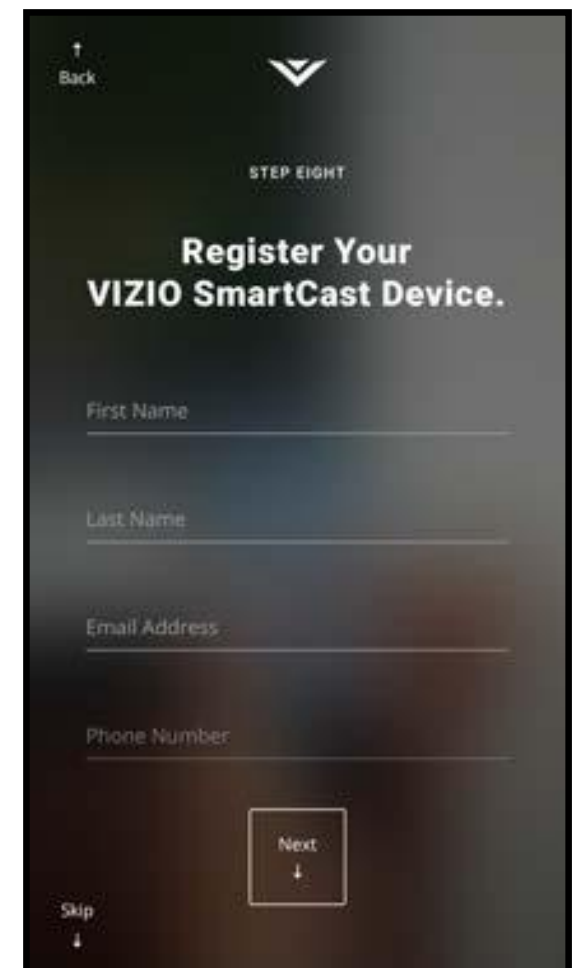 ↑
Back
STEP EIGHT
Register Your
VIZIO SmartCast Device.
First Name
Last Name
Email Address
Phone Number
Next
↓
Skip
↓